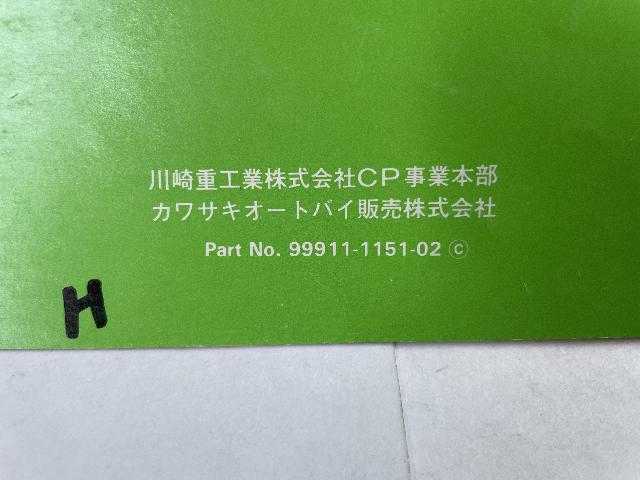 川崎重工業株式会社CP事業本部
カワサキオートバイ販売株式会社
Part No. 99911-1151-02 ©
H